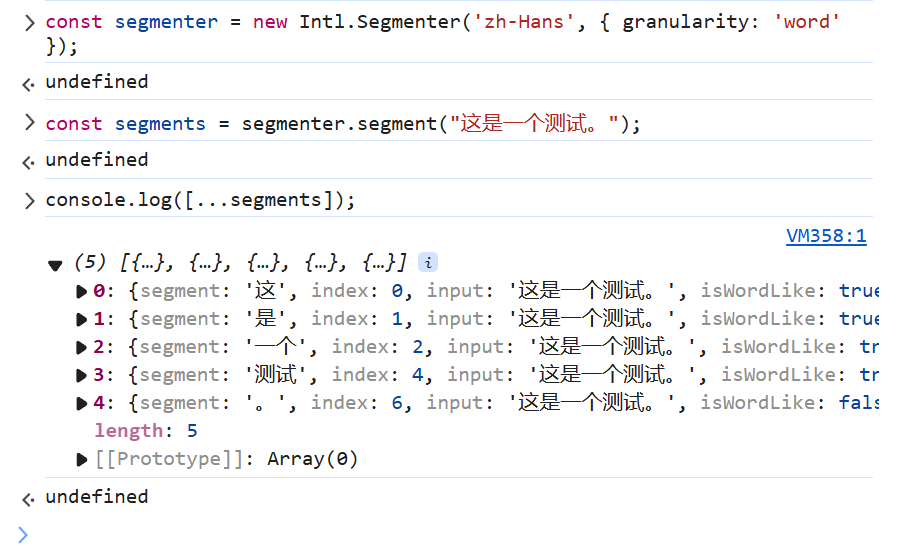 const segmenter = new Intl.Segmenter('zh-Hans', { granularity: 'word'
});
undefined
const segments = segmenter.segment("这是一个测试。");
undefined
console.log([...segments]);
VM358:1
(5) [{…}, {…}, {…}, {…}, {…}] i
0: {segment: '这', index: 0, input: '这是一个测试。', isWordLike: true
1: {segment: '是', index: 1, input: '这是一个测试。', isWordLike: true
2: {segment: '一个', index: 2, input: '这是一个测试。', isWordLike: tr
3: {segment: '测试', index: 4, input: '这是一个测试。', isWordLike: tr
4: {segment: '。', index: 6, input: '这是一个测试。', isWordLike: fals
length: 5
[[Prototype]]: Array(0)
undefined